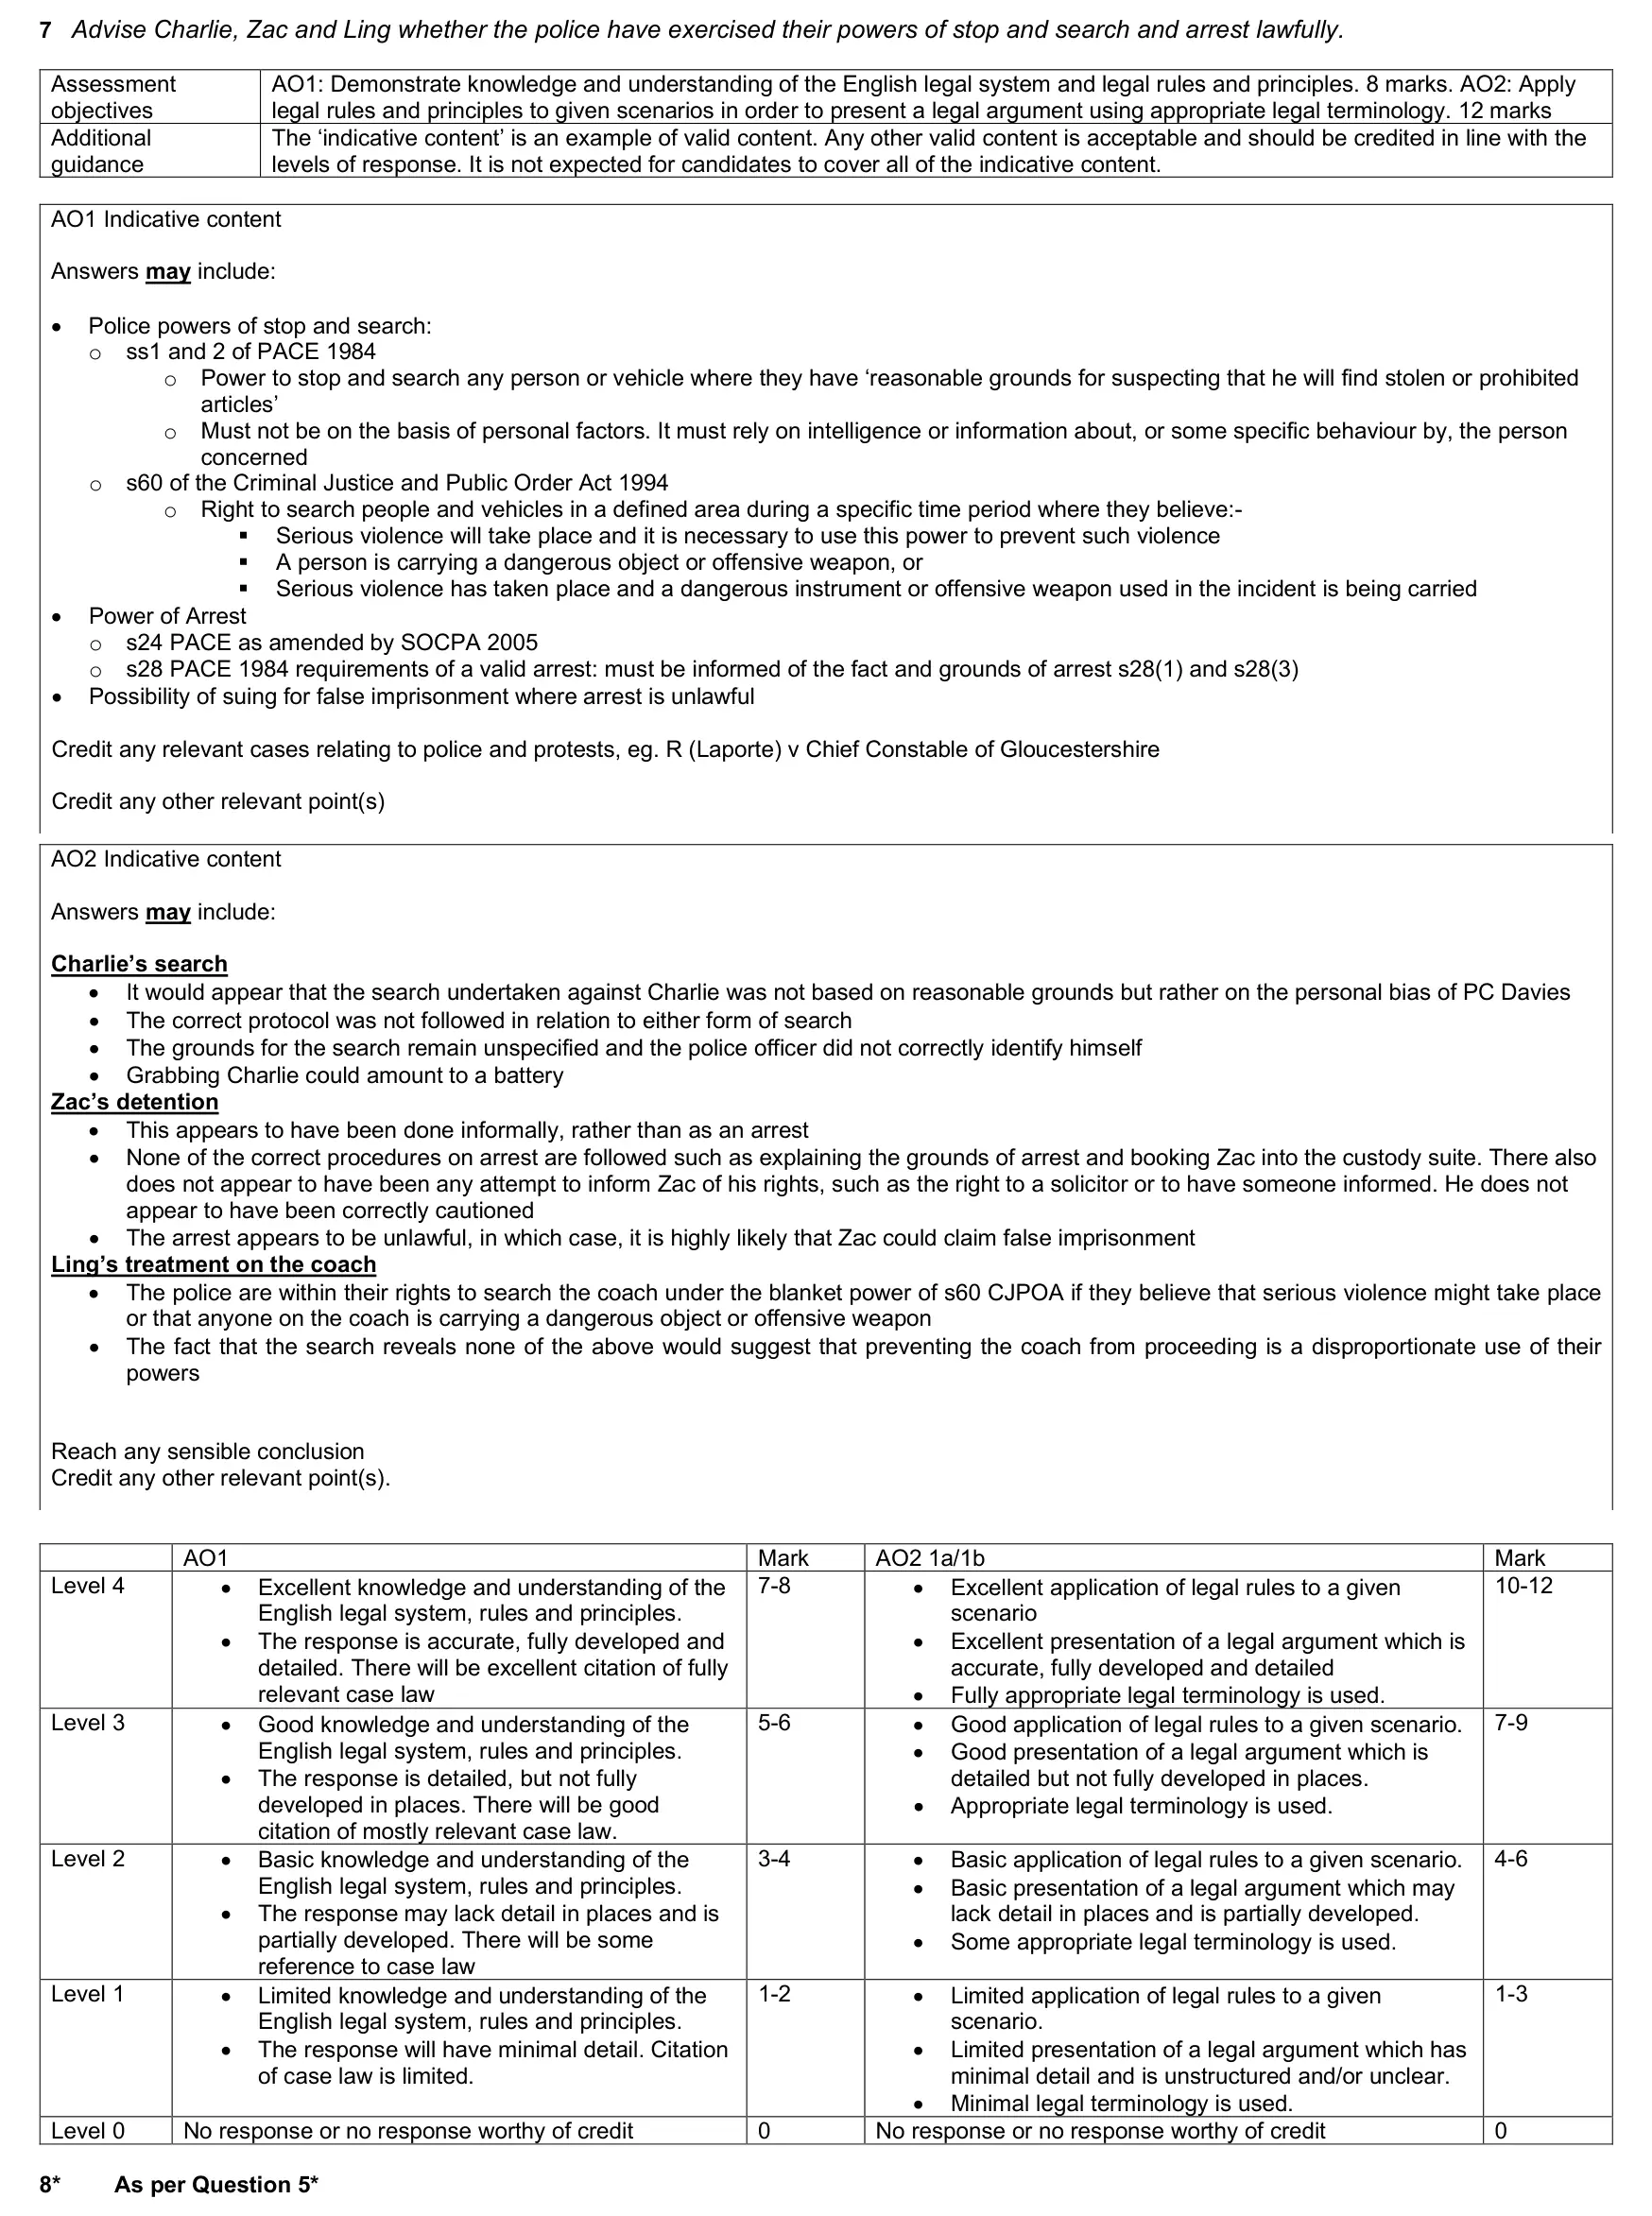 7 Advise Charlie, Zac and Ling whether the police have exercised their powers of stop and search and arrest lawfully.
Assessment objectives
AO1: Demonstrate knowledge and understanding of the English legal system and legal rules and principles. 8 marks. AO2: Apply
legal rules and principles to given scenarios in order to present a legal argument using appropriate legal terminology. 12 marks
Additional guidance
The ‘indicative content’ is an example of valid content. Any other valid content is acceptable and should be credited in line with the
levels of response. It is not expected for candidates to cover all of the indicative content.
AO1 Indicative content
Answers may include:
• Police powers of stop and search:
o ss1 and 2 of PACE 1984
o Power to stop and search any person or vehicle where they have ‘reasonable grounds for suspecting that he will find stolen or prohibited
articles’
o Must not be on the basis of personal factors. It must rely on intelligence or information about, or some specific behaviour by, the person
concerned
o s60 of the Criminal Justice and Public Order Act 1994
o Right to search people and vehicles in a defined area during a specific time period where they believe:-
▪ Serious violence will take place and it is necessary to use this power to prevent such violence
▪ A person is carrying a dangerous object or offensive weapon, or
▪ Serious violence has taken place and a dangerous instrument or offensive weapon used in the incident is being carried
• Power of Arrest
o s24 PACE as amended by SOCPA 2005
o s28 PACE 1984 requirements of a valid arrest: must be informed of the fact and grounds of arrest s28(1) and s28(3)
• Possibility of suing for false imprisonment where arrest is unlawful
Credit any relevant cases relating to police and protests, eg. R (Laporte) v Chief Constable of Gloucestershire
Credit any other relevant point(s)
AO2 Indicative content
Answers may include:
Charlie’s search
• It would appear that the search undertaken against Charlie was not based on reasonable grounds but rather on the personal bias of PC Davies
• The correct protocol was not followed in relation to either form of search
• The grounds for the search remain unspecified and the police officer did not correctly identify himself
• Grabbing Charlie could amount to a battery
Zac’s detention
• This appears to have been done informally, rather than as an arrest
• None of the correct procedures on arrest are followed such as explaining the grounds of arrest and booking Zac into the custody suite. There also
does not appear to have been any attempt to inform Zac of his rights, such as the right to a solicitor or to have someone informed. He does not
appear to have been correctly cautioned
• The arrest appears to be unlawful, in which case, it is highly likely that Zac could claim false imprisonment
Ling’s treatment on the coach
• The police are within their rights to search the coach under the blanket power of s60 CJPOA if they believe that serious violence might take place
or that anyone on the coach is carrying a dangerous object or offensive weapon
• The fact that the search reveals none of the above would suggest that preventing the coach from proceeding is a disproportionate use of their
powers
Reach any sensible conclusion
Credit any other relevant point(s).
AO1 Mark AO2 1a/1b Mark
Level 4
• Excellent knowledge and understanding of the
English legal system, rules and principles.
• The response is accurate, fully developed and
detailed. There will be excellent citation of fully
relevant case law
7-8
• Excellent application of legal rules to a given
scenario
• Excellent presentation of a legal argument which is
accurate, fully developed and detailed
• Fully appropriate legal terminology is used.
10-12
Level 3
• Good knowledge and understanding of the
English legal system, rules and principles.
• The response is detailed, but not fully
developed in places. There will be good
citation of mostly relevant case law.
5-6
• Good application of legal rules to a given scenario.
• Good presentation of a legal argument which is
detailed but not fully developed in places.
• Appropriate legal terminology is used.
7-9
Level 2
• Basic knowledge and understanding of the
English legal system, rules and principles.
• The response may lack detail in places and is
partially developed. There will be some
reference to case law
3-4
• Basic application of legal rules to a given scenario.
• Basic presentation of a legal argument which may
lack detail in places and is partially developed.
• Some appropriate legal terminology is used.
4-6
Level 1
• Limited knowledge and understanding of the
English legal system, rules and principles.
• The response will have minimal detail. Citation
of case law is limited.
1-2
• Limited application of legal rules to a given
scenario.
• Limited presentation of a legal argument which has
minimal detail and is unstructured and/or unclear.
• Minimal legal terminology is used.
1-3
Level 0 No response or no response worthy of credit 0 No response or no response worthy of credit 0
8* As per Question 5*